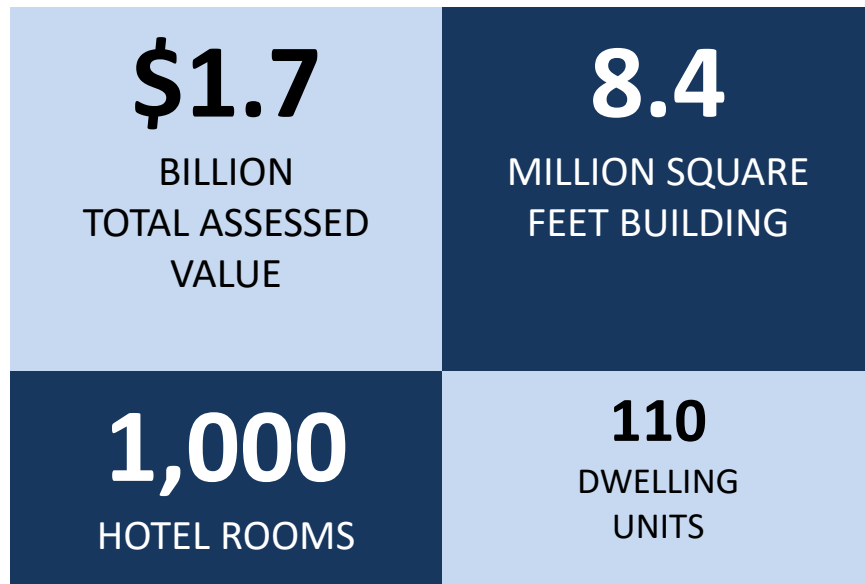 $1.7
BILLION
TOTAL ASSESSED
VALUE
8.4
MILLION SQUARE
FEET BUILDING
1,000
HOTEL ROOMS
110
DWELLING
UNITS